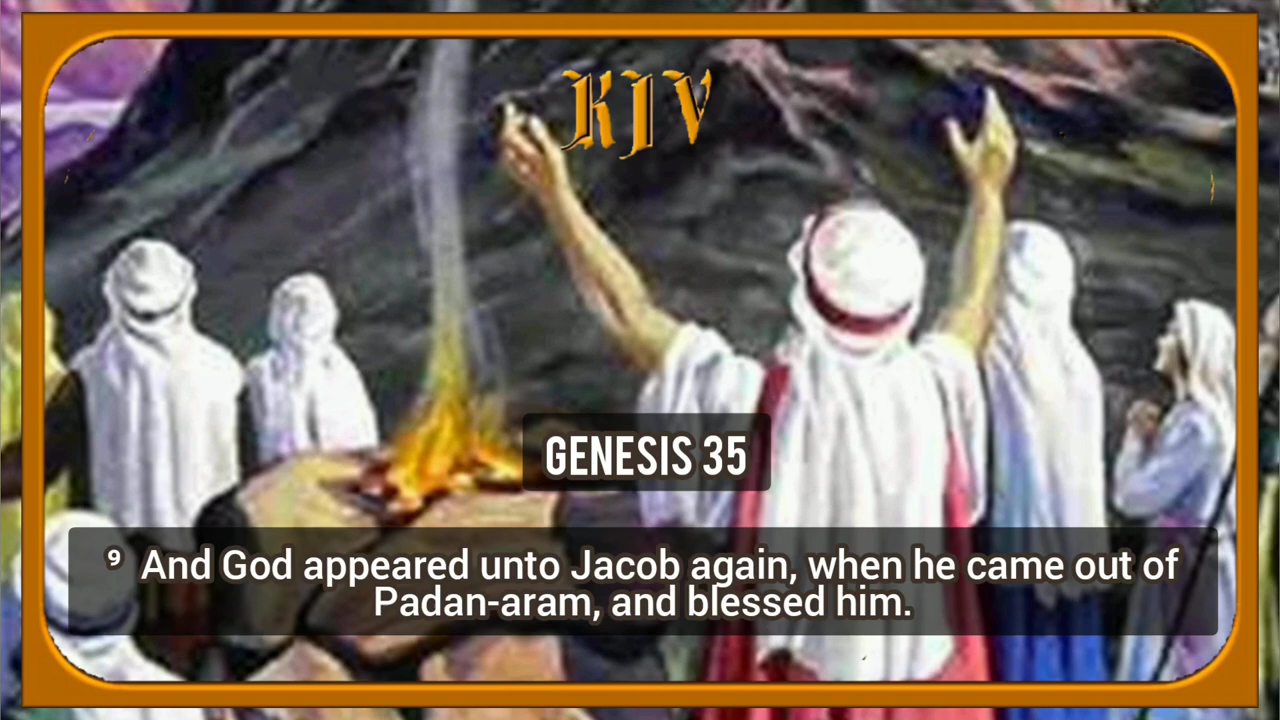 KJV
GENESIS 35
⁹ And God appeared unto Jacob again, when he came out of
Padan-aram, and blessed him.